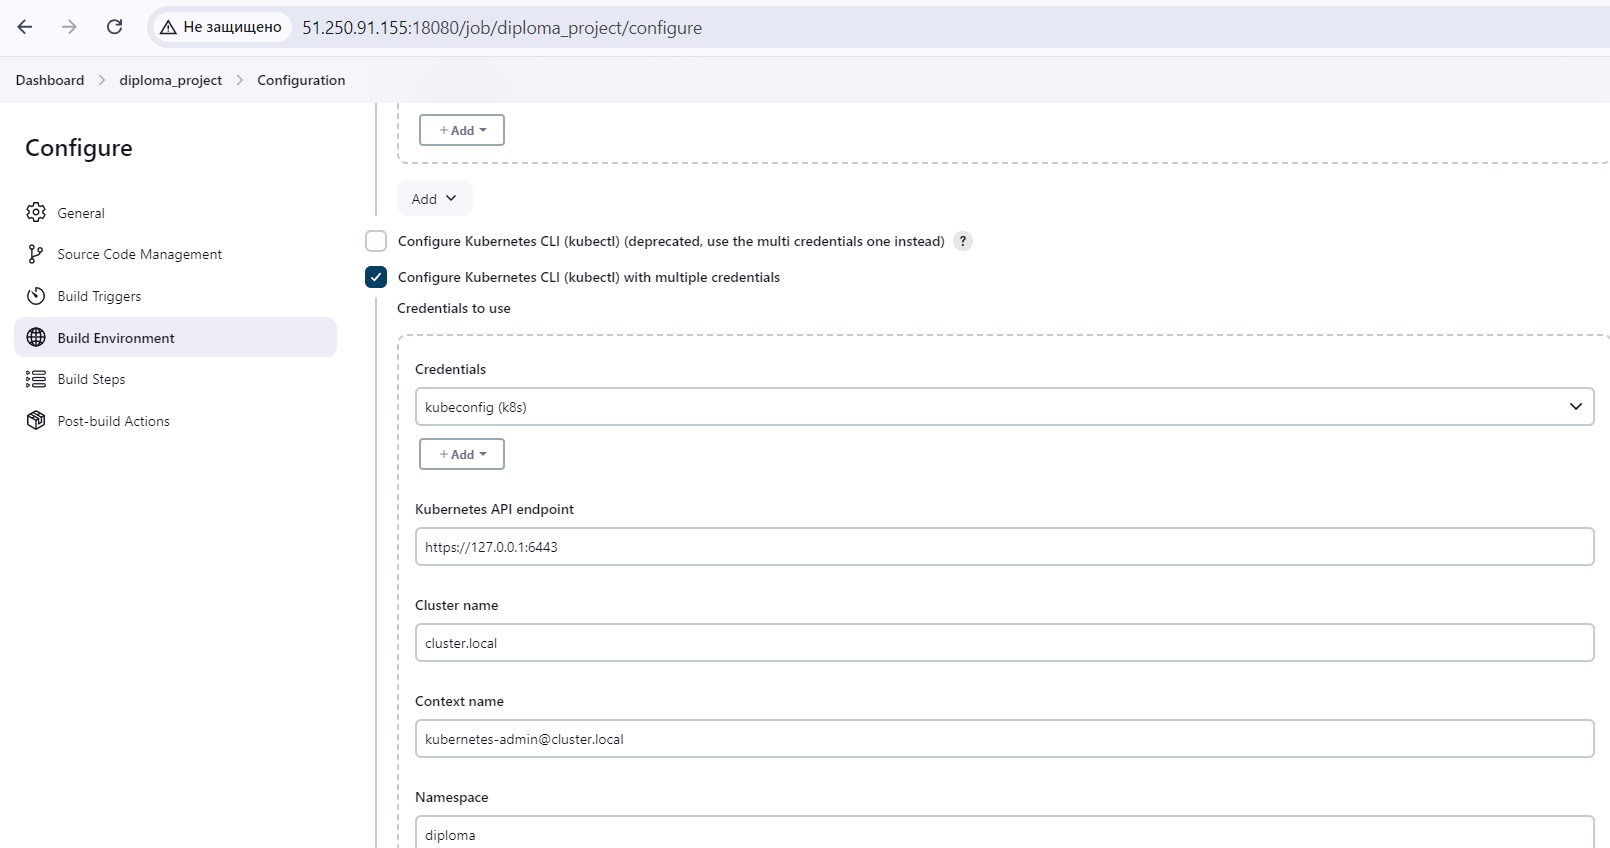 Не защищено 51.250.91.155:18080/job/diploma_project/configure
Dashboard > diploma_project > Configuration
Configure
General
Source Code Management
Build Triggers
Build Environment
Build Steps
Post-build Actions
+ Add
Add
Configure Kubernetes CLI (kubectl) (deprecated, use the multi credentials one instead) ?
Configure Kubernetes CLI (kubectl) with multiple credentials
Credentials to use
Credentials
kubeconfig (k8s)
+ Add
Kubernetes API endpoint
https://127.0.0.1:6443
Cluster name
cluster.local
Context name
kubernetes-admin@cluster.local
Namespace
diploma